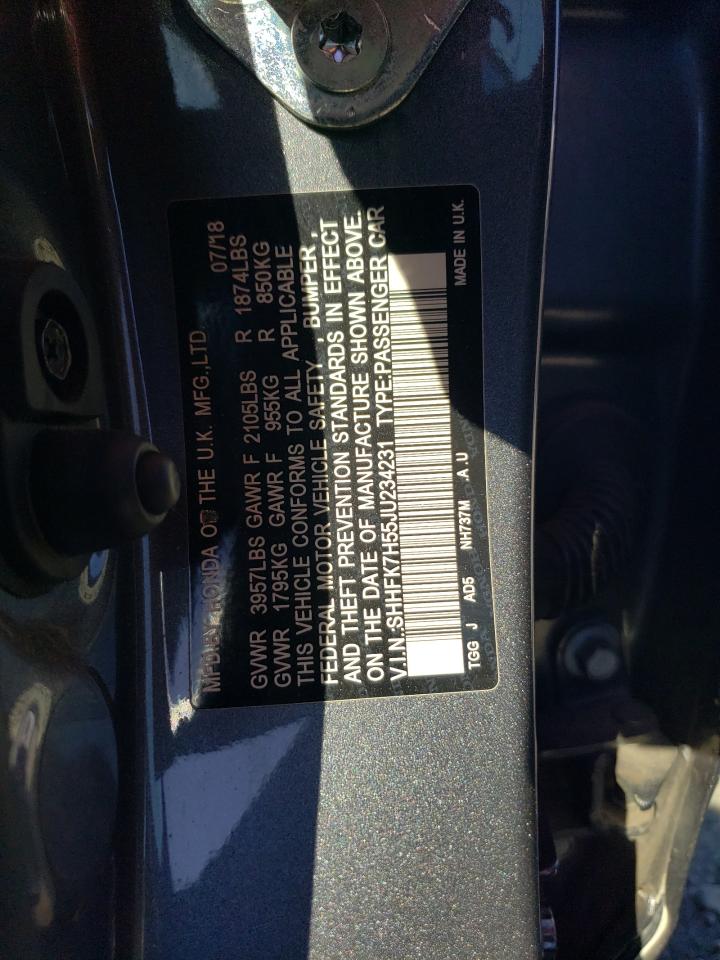 MFD. BY HONDA OF THE U.K. MFG.,LTD. 07/18
GVWR 3957LBS GAWR F 2105LBS R 1874LBS
GVWR 1795KG GAWR F 955KG R 850KG
THIS VEHICLE CONFORMS TO ALL APPLICABLE
FEDERAL MOTOR VEHICLE SAFETY , BUMPER ,
AND THEFT PREVENTION STANDARDS IN EFFECT
ON THE DATE OF MANUFACTURE SHOWN ABOVE.
V.I.N.:SHHFK7H55JU234231 TYPE:PASSENGER CAR
TGG J AD5 NH737M .A U MADE IN U.K.